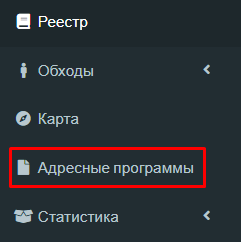 Реестр
Обходы
Карта
Адресные программы
Статистика